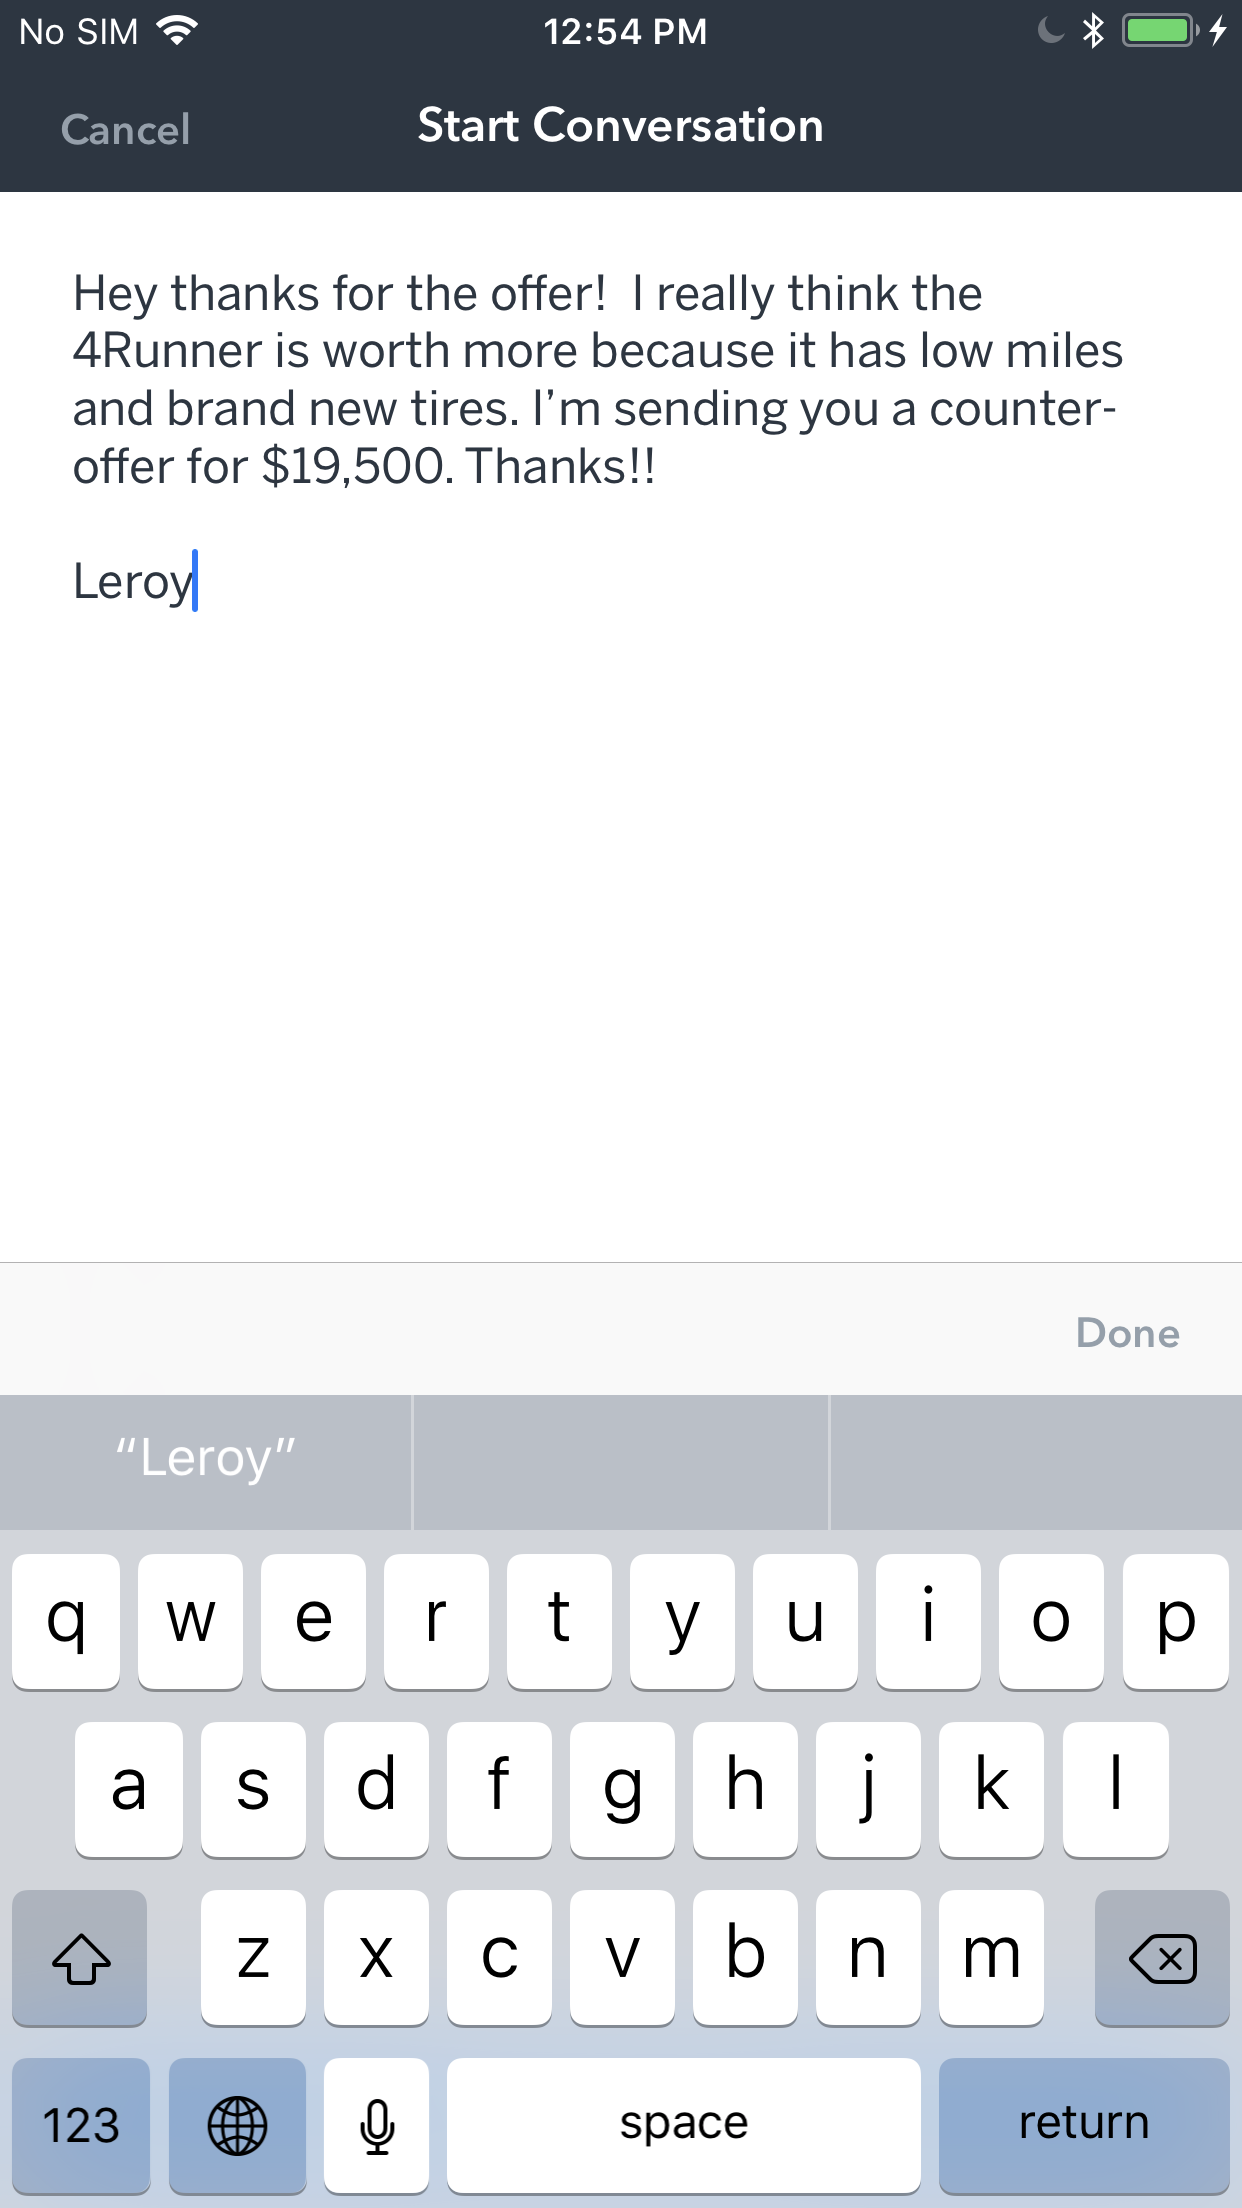 No SIM 12:54 PM
Cancel Start Conversation
Hey thanks for the offer!  I really think the
4Runner is worth more because it has low miles
and brand new tires. I’m sending you a counter-
offer for $19,500. Thanks!!
Leroy
Done
“Leroy”
q w e r t y u i o p
a s d f g h j k l
z x c v b n m
123 space return